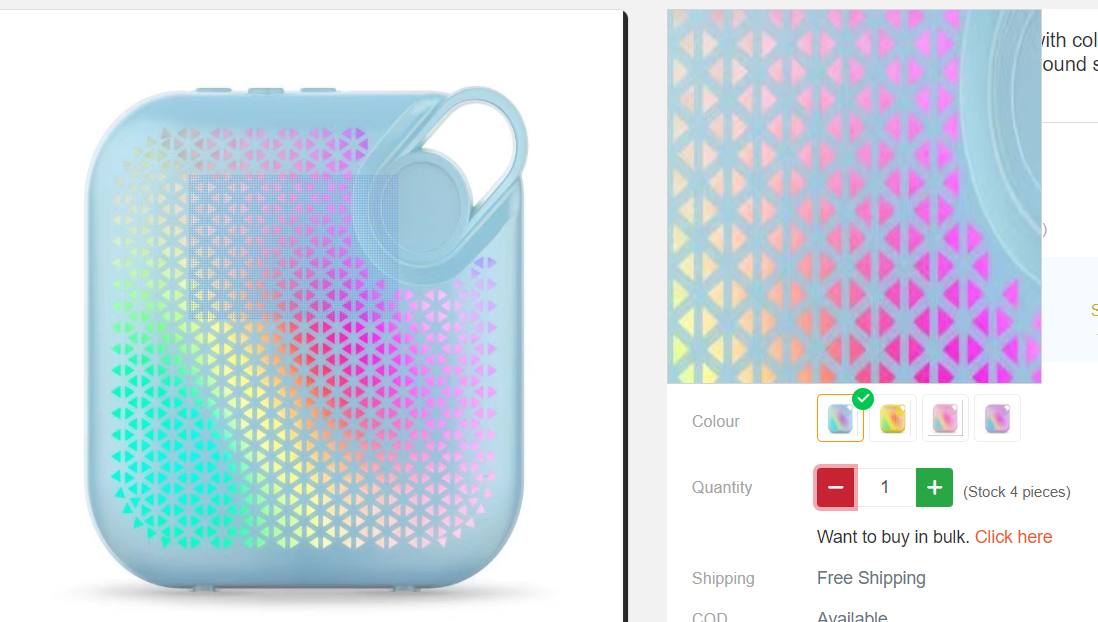 with col
ound s
)
S
Colour
Quantity
− 1 + (Stock 4 pieces)
Want to buy in bulk. Click here
Shipping Free Shipping
COD Available